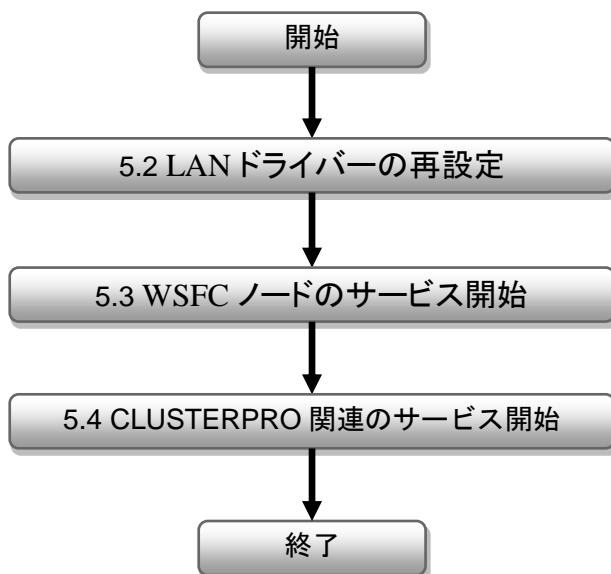 開始
5.2 LANドライバーの再設定
5.3 WSFC ノードのサービス開始
5.4 CLUSTERPRO 関連のサービス開始
終了